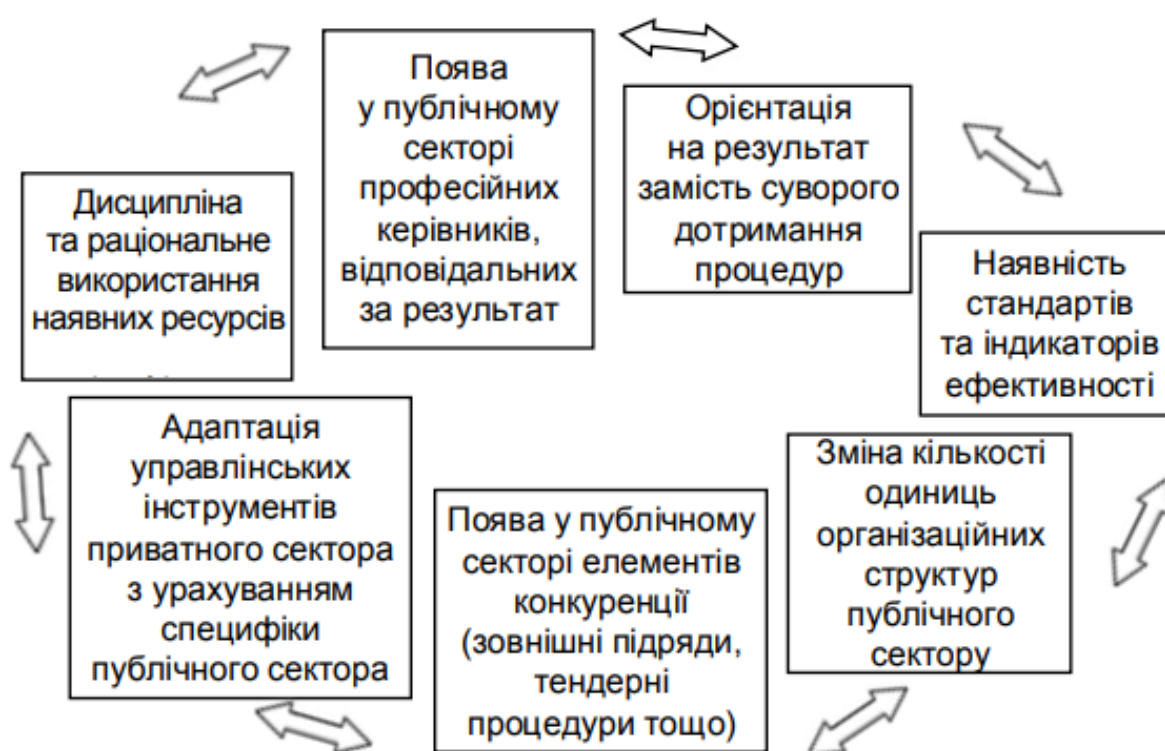 Поява
у публічному
секторі
професійних
керівників,
відповідальних
за результат
Орієнтація
на результат
замість суворого
дотримання
процедур
Наявність
стандартів
та індикаторів
ефективності
Зміна кількості
одиниць
організаційних
структур
публічного
сектору
Поява у публічному
секторі елементів
конкуренції
(зовнішні підряди,
тендерні
процедури тощо)
Адаптація
управлінських
інструментів
приватного сектора
з урахуванням
специфіки
публічного сектора
Дисципліна
та раціональне
використання
наявних ресурсів